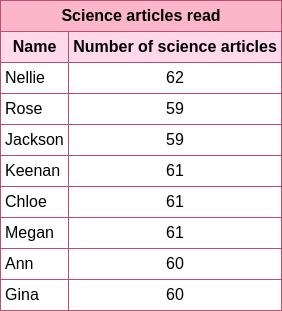 Science articles read
Name Number of science articles
Nellie 62
Rose 59
Jackson 59
Keenan 61
Chloe 61
Megan 61
Ann 60
Gina 60